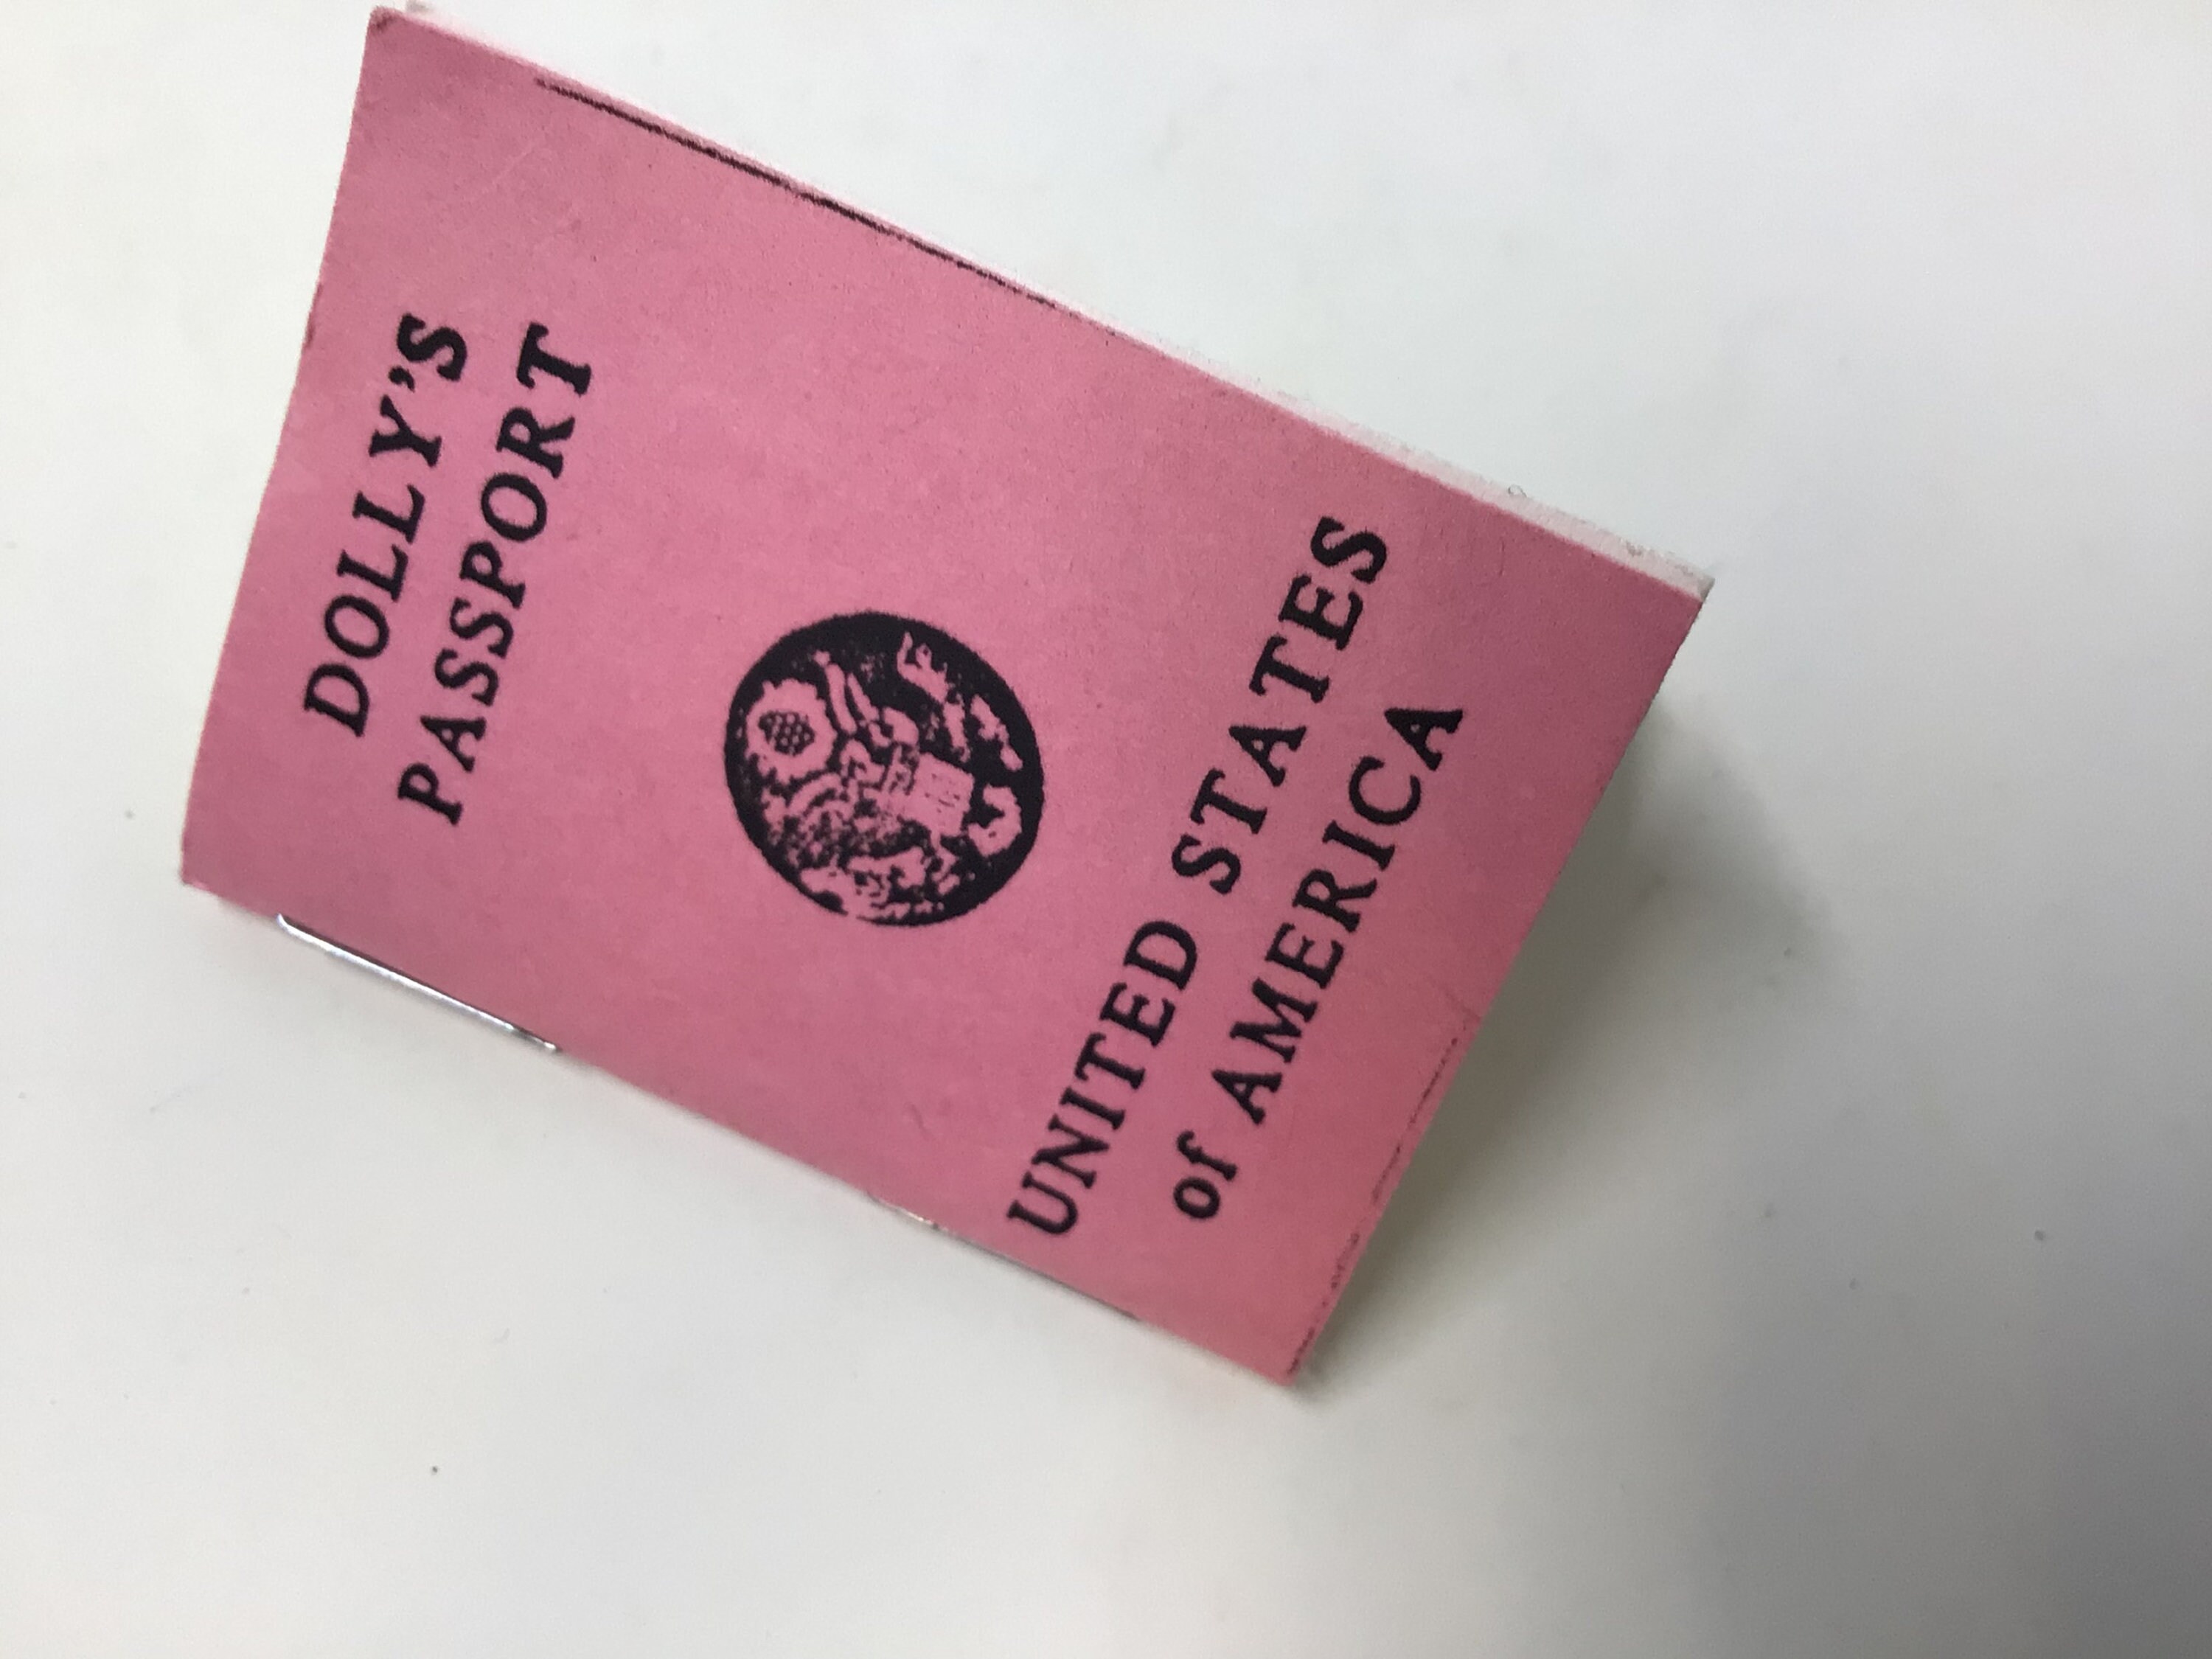 DOLLY'S
PASSPORT
UNITED STATES
of AMERICA